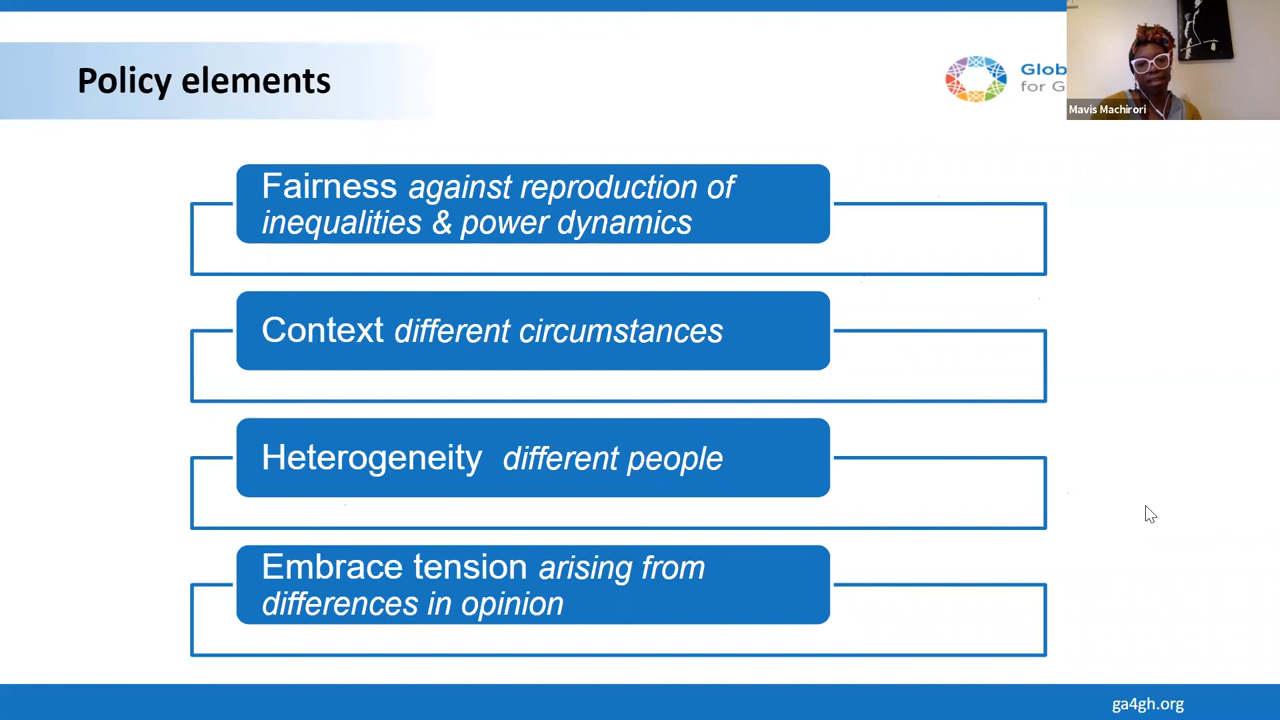 Policy elements
Glob
for G
Mavis Machirori
Fairness against reproduction of
inequalities & power dynamics
Context different circumstances
Heterogeneity different people
Embrace tension arising from
differences in opinion
ga4gh.org